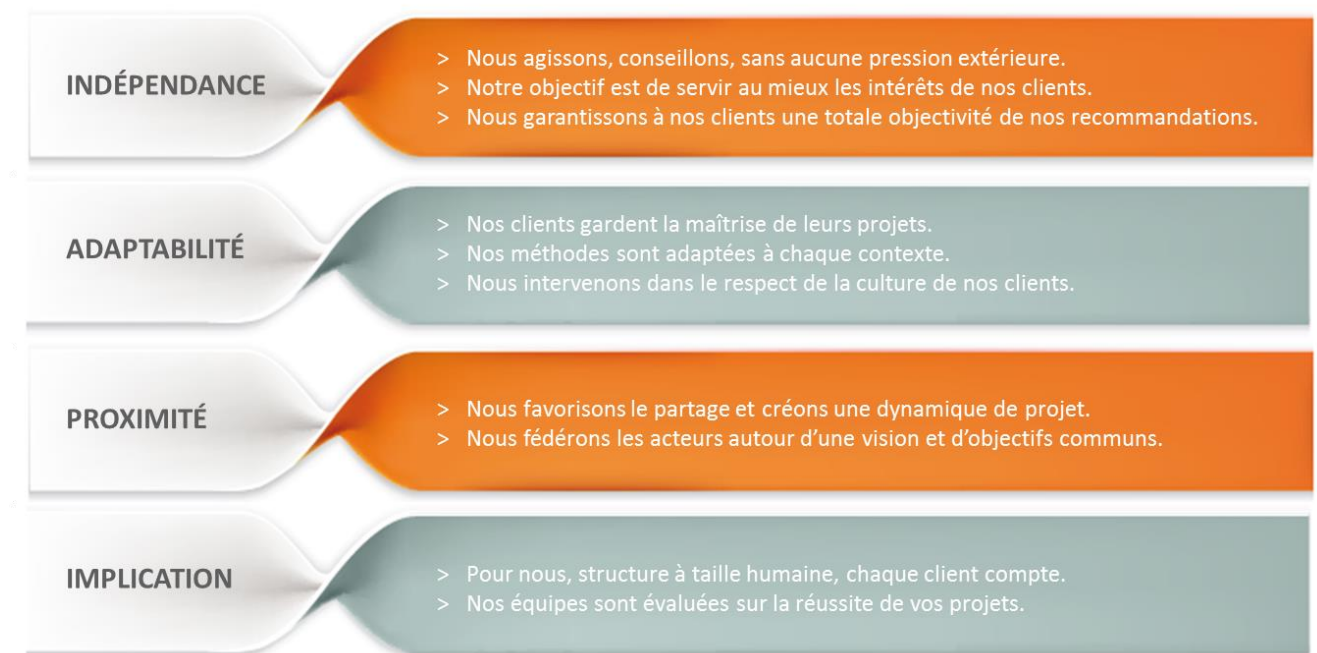 INDÉPENDANCE
> Nous agissons, conseillons, sans aucune pression extérieure.
> Notre objectif est de servir au mieux les intérêts de nos clients.
> Nous garantissons à nos clients une totale objectivité de nos recommandations.
ADAPTABILITÉ
> Nos clients gardent la maîtrise de leurs projets.
> Nos méthodes sont adaptées à chaque contexte.
> Nous intervenons dans le respect de la culture de nos clients.
PROXIMITÉ
> Nous favorisons le partage et créons une dynamique de projet.
> Nous fédérons les acteurs autour d’une vision et d’objectifs communs.
IMPLICATION
> Pour nous, structure à taille humaine, chaque client compte.
> Nos équipes sont évaluées sur la réussite de vos projets.